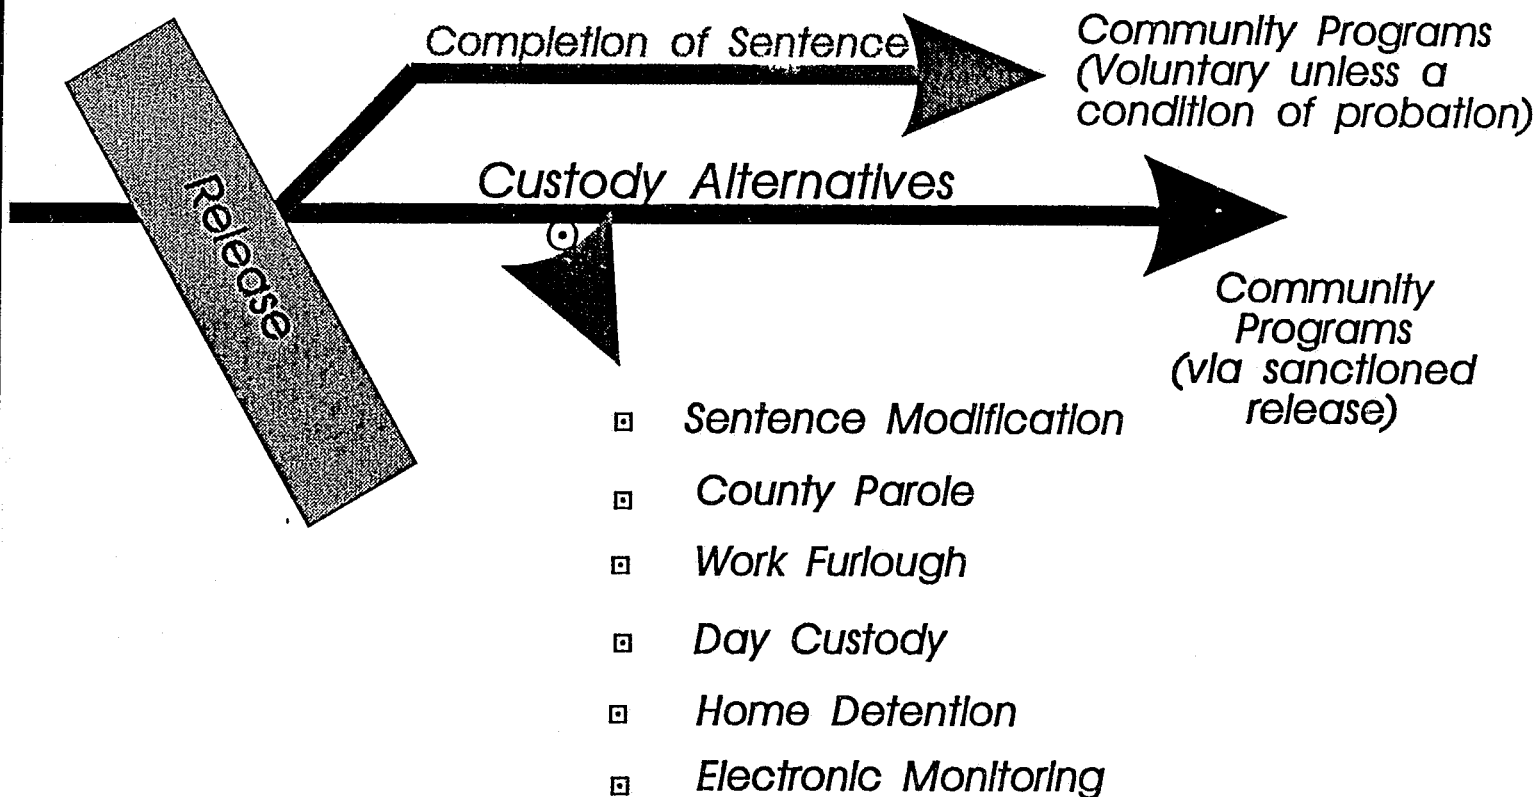 Completion of Sentence
Community Programs
(Voluntary unless a
condition of probation)
Release
Custody Alternatives
Community
Programs
(via sanctioned
release)
Sentence Modification
County Parole
Work Furlough
Day Custody
Home Detention
Electronic Monitoring